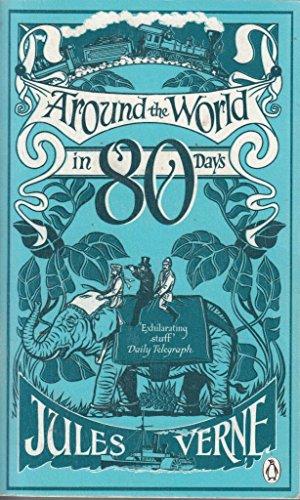 Around the World
in 80 Days
'Exhilarating
stuff'
Daily Telegraph
JULES VERNE